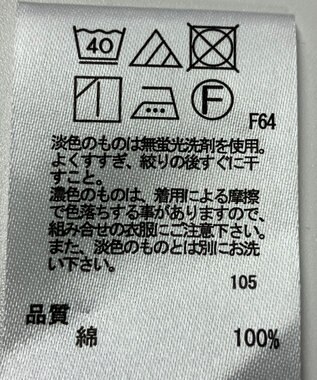 40
F
F64
淡色のものは無蛍光洗剤を使用。
よくすすぎ、絞りの後すぐに干
すこと。
濃色のものは、着用による摩擦
で色落ちする事がありますので、
組み合せの衣服にご注意下さい。
また、淡色のものとは別にお洗
い下さい。
105
品質
綿 100%